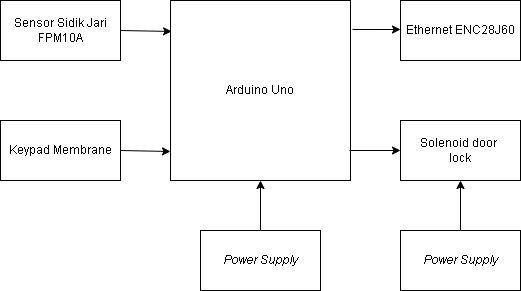 Sensor Sidik Jari
FPM10A
Ethernet ENC28J60
Arduino Uno
Keypad Membrane
Solenoid door
lock
Power Supply
Power Supply